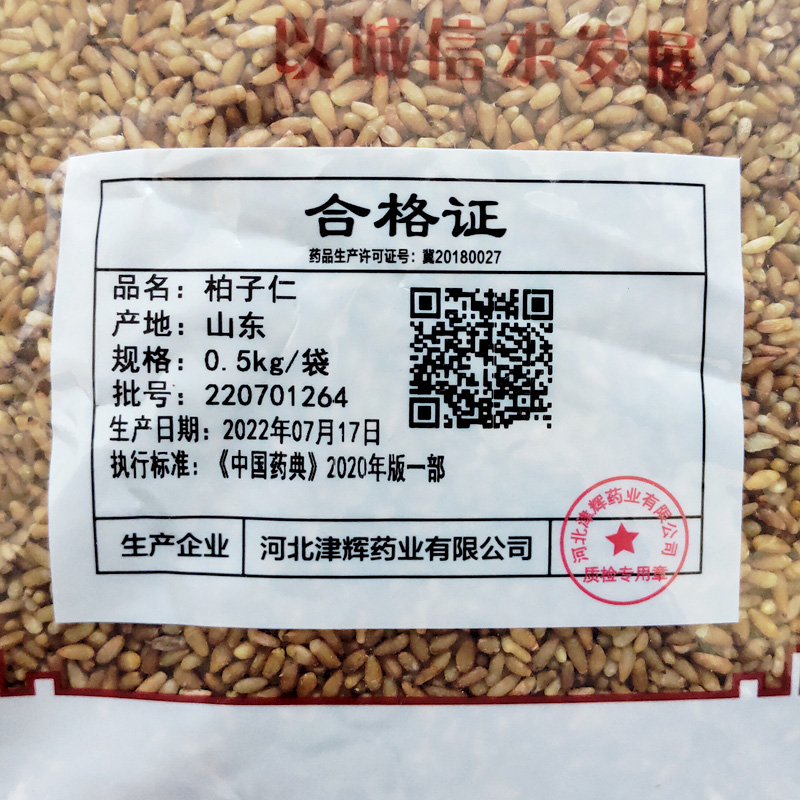 以诚信求发展
合格证
药品生产许可证号：冀20180027
品名：柏子仁
产地：山东
规格：0.5kg/袋
批号：220701264
生产日期：2022年07月17日
执行标准：《中国药典》2020年版一部
生产企业 河北津辉药业有限公司
河北津辉药业有限公司
质检专用章